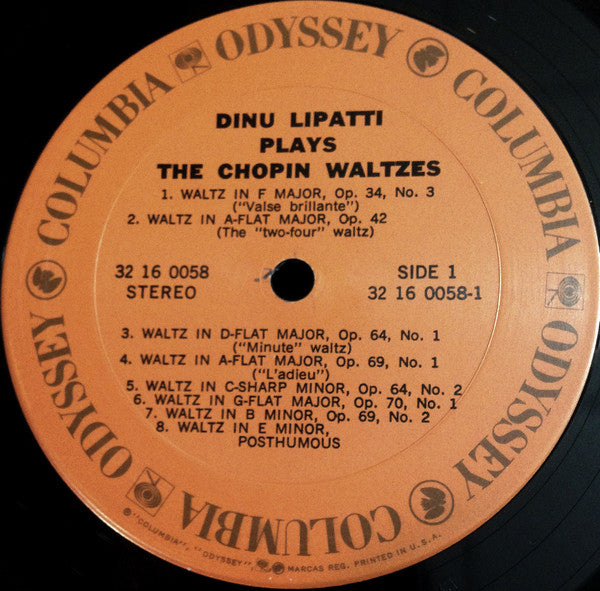 COLUMBIA ODYSSEY COLUMBIA ODYSSEY COLUMBIA ODYSSEY
DINU LIPATTI
PLAYS
THE CHOPIN WALTZES
1. WALTZ IN F MAJOR, Op. 34, No. 3
("Valse brillante")
2. WALTZ IN A-FLAT MAJOR, Op. 42
(The "two-four" waltz)
32 16 0058
STEREO
SIDE 1
32 16 0058-1
3. WALTZ IN D-FLAT MAJOR, Op. 64, No. 1
("Minute" waltz)
4. WALTZ IN A-FLAT MAJOR, Op. 69, No. 1
("L'adieu")
5. WALTZ IN C-SHARP MINOR, Op. 64, No. 2
6. WALTZ IN G-FLAT MAJOR, Op. 70, No. 1
7. WALTZ IN B MINOR, Op. 69, No. 2
8. WALTZ IN E MINOR,
POSTHUMOUS
® "COLUMBIA", "ODYSSEY", MARCAS REG. PRINTED IN U.S.A.